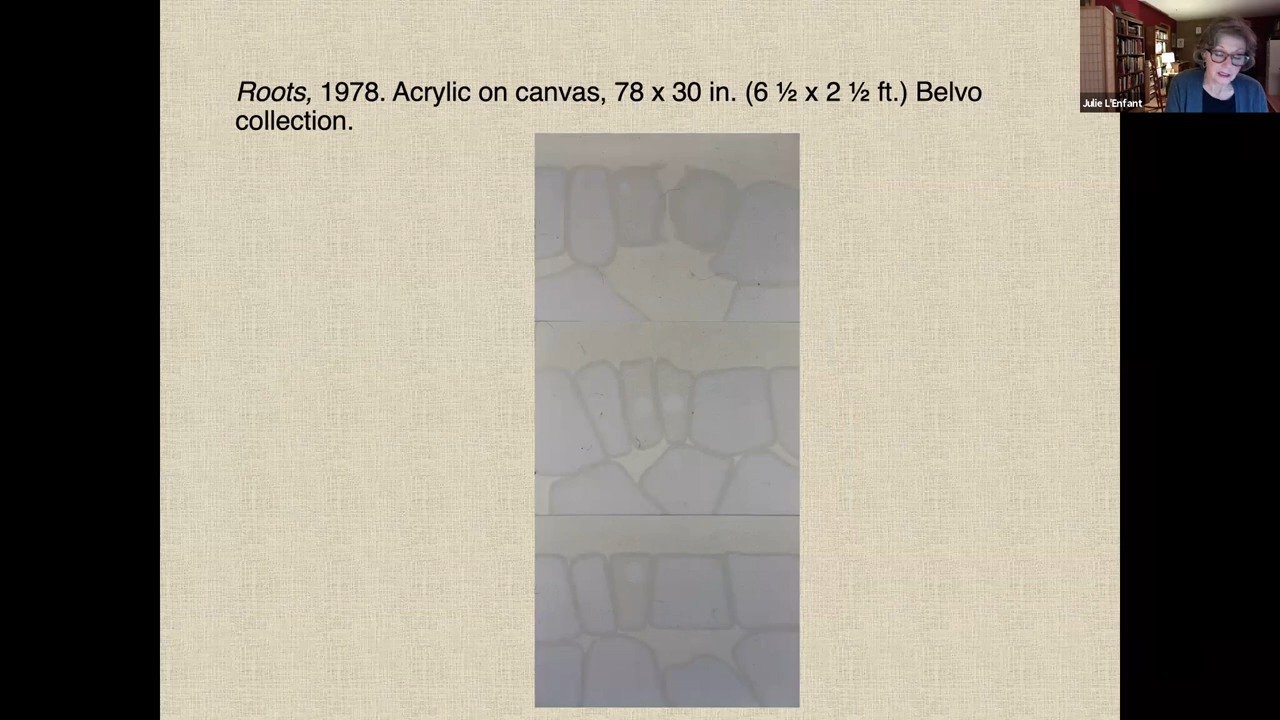 Roots, 1978. Acrylic on canvas, 78 x 30 in. (6 ½ x 2 ½ ft.) Belvo
collection.
Julie L'Enfant